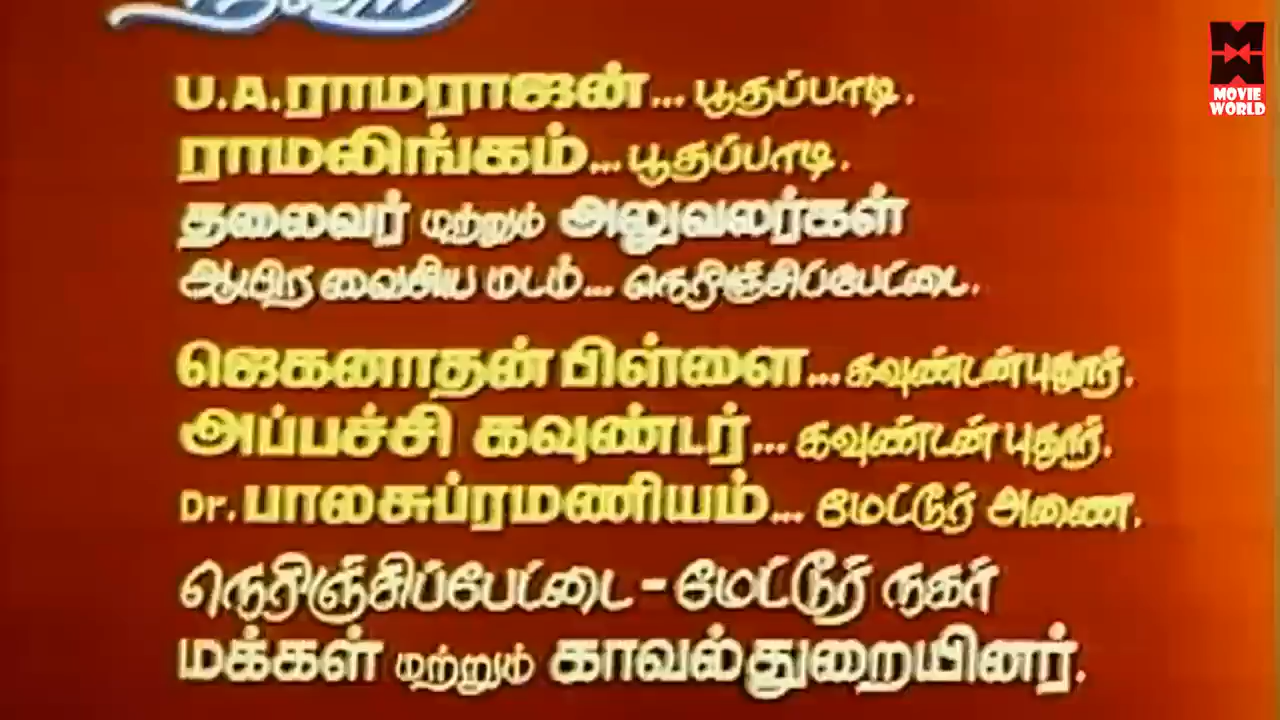 U.A.ராமராஜன்... பூதப்பாடி.
ராமலிங்கம்... பூதப்பாடி.
தலைவர் மற்றும் அலுவலர்கள்
ஆயிர வைசிய மடம்... நெரிஞ்சிப்பேட்டை.
ஜெகனாதன் பிள்ளை... கவுண்டன் புதூர்.
அப்பச்சி கவுண்டர்... கவுண்டன் புதூர்.
Dr. பாலசுப்ரமணியம்... மேட்டூர் அணை.
நெரிஞ்சிப்பேட்டை - மேட்டூர் நகர்
மக்கள் மற்றும் காவல்துறையினர்.
MOVIE
WORLD